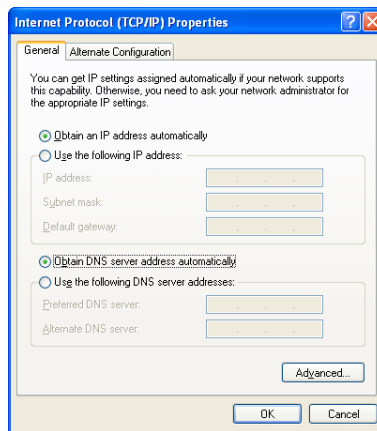 Internet Protocol (TCP/IP) Properties
General
Alternate Configuration
You can get IP settings assigned automatically if your network supports
this capability. Otherwise, you need to ask your network administrator for
the appropriate IP settings.
Obtain an IP address automatically
Use the following IP address:
IP address:
Subnet mask:
Default gateway:
Obtain DNS server address automatically
Use the following DNS server addresses:
Preferred DNS server:
Alternate DNS server:
Advanced...
OK
Cancel